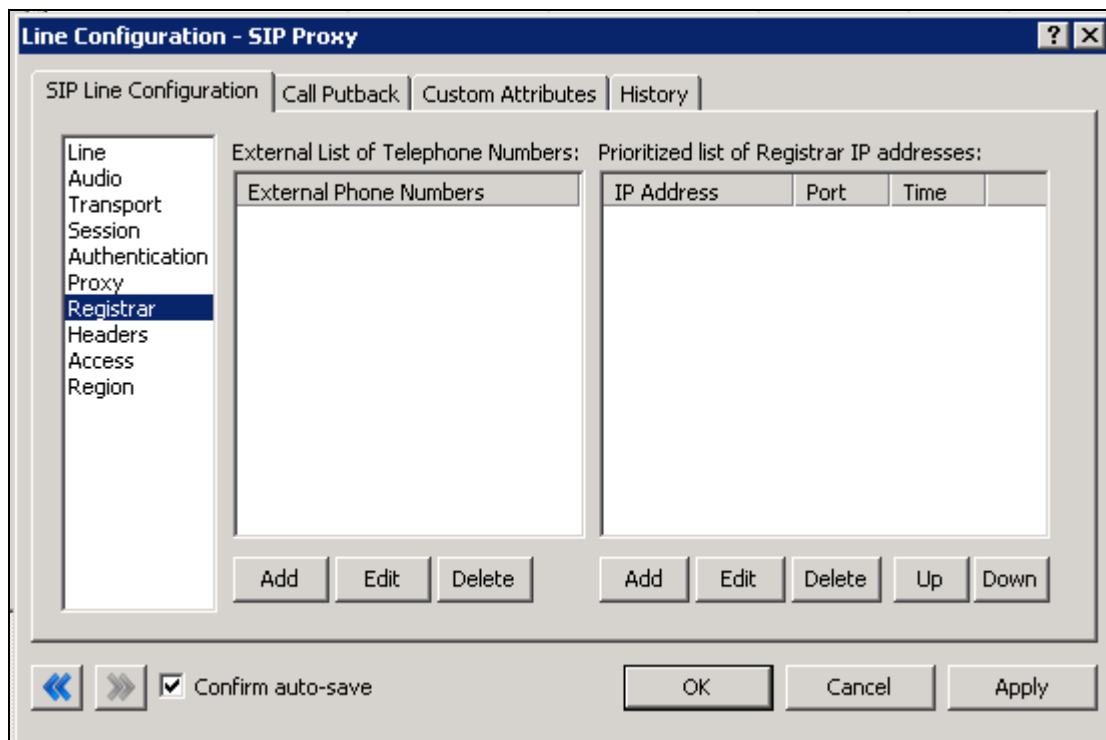 Line Configuration - SIP Proxy
SIP Line Configuration Call Putback Custom Attributes History
Line
Audio
Transport
Session
Authentication
Proxy
Registrar
Headers
Access
Region
External List of Telephone Numbers:
External Phone Numbers
Add Edit Delete
Prioritized list of Registrar IP addresses:
IP Address Port Time
Add Edit Delete Up Down
Confirm auto-save
OK Cancel Apply